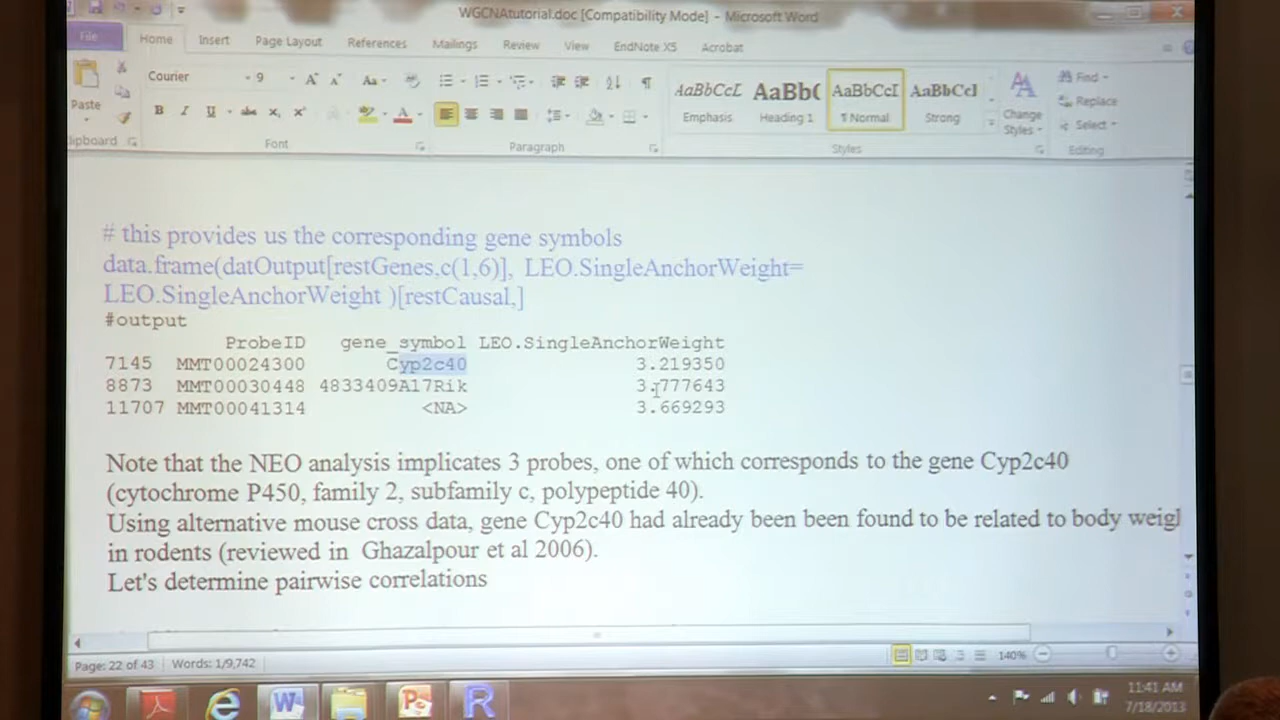 WGCNAtutorial.doc [Compatibility Mode] - Microsoft Word
File Home Insert Page Layout References Mailings Review View EndNote X5 Acrobat
Courier 9 Aa Find
Paste B I U abc x, x² A AaBbCcL AaBb( AaBbCcI AaBbCcI Replace
Emphasis Heading 1 ¶ Normal Strong Change Styles Select
lipboard Font Paragraph Styles Editing
# this provides us the corresponding gene symbols
data.frame(datOutput[restGenes,c(1,6)], LEO.SingleAnchorWeight=
LEO.SingleAnchorWeight )[restCausal,]
#output
ProbeID gene_symbol LEO.SingleAnchorWeight
7145 MMT00024300 Cyp2c40 3.219350
8873 MMT00030448 4833409A17Rik 3.777643
11707 MMT00041314 <NA> 3.669293
Note that the NEO analysis implicates 3 probes, one of which corresponds to the gene Cyp2c40
(cytochrome P450, family 2, subfamily c, polypeptide 40).
Using alternative mouse cross data, gene Cyp2c40 had already been been found to be related to body weig
in rodents (reviewed in Ghazalpour et al 2006).
Let's determine pairwise correlations
Page: 22 of 43 Words: 1/9,742 140%
11:41 AM
7/18/2013